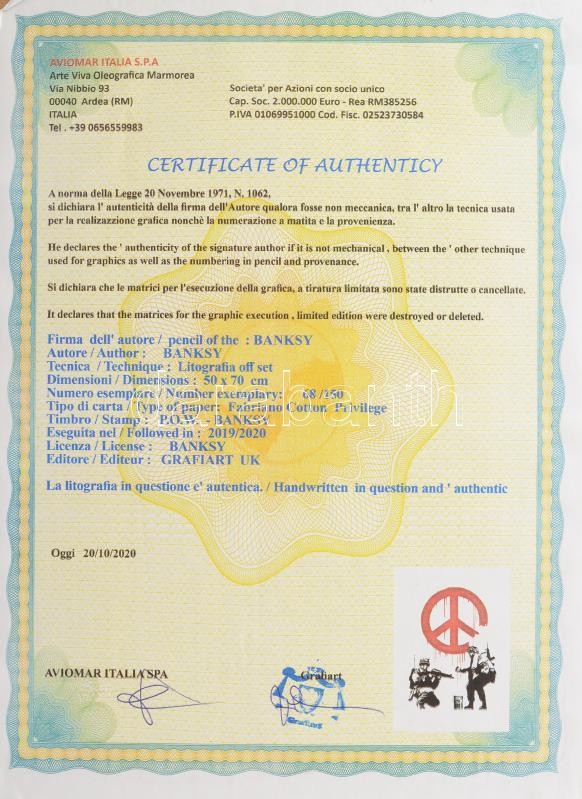 AVIOMAR ITALIA S.P.A
Arte Viva Oleografica Marmorea
Via Nibbio 93
00040 Ardea (RM)
ITALIA
Tel . +39 0656559983
Societa' per Azioni con socio unico
Cap. Soc. 2.000.000 Euro - Rea RM385256
P.IVA 01069951000 Cod. Fisc. 02523730584
CERTIFICATE OF AUTHENTICY
A norma della Legge 20 Novembre 1971, N. 1062,
si dichiara l' autenticità della firma dell'Autore qualora fosse non meccanica, tra l' altro la tecnica usata
per la realizazzione grafica nonchè la numerazione a matita e la provenienza.
He declares the ' authenticity of the signature author if it is not mechanical , between the ' other technique
used for graphics as well as the numbering in pencil and provenance.
Si dichiara che le matrici per l'esecuzione della grafica, a tiratura limitata sono state distrutte o cancellate.
It declares that the matrices for the graphic execution , limited edition were destroyed or deleted.
Firma dell' autore / pencil of the : BANKSY
Autore / Author : BANKSY
Tecnica / Technique : Litografia off set
Dimensioni / Dimensions : 50 x 70 cm
Numero esemplare / Number exemplary: 68 /150
Tipo di carta / Type of paper: Fabriano Cotton Privilege
Timbro / Stamp : P.O.W. BANKSY
Eseguita nel / Followed in : 2019/2020
Licenza / License : BANKSY
Editore / Editeur : GRAFIART UK
La litografia in questione e' autentica. / Handwritten in question and ' authentic
Oggi 20/10/2020
AVIOMAR ITALIA SPA
Grafiart
darabanth